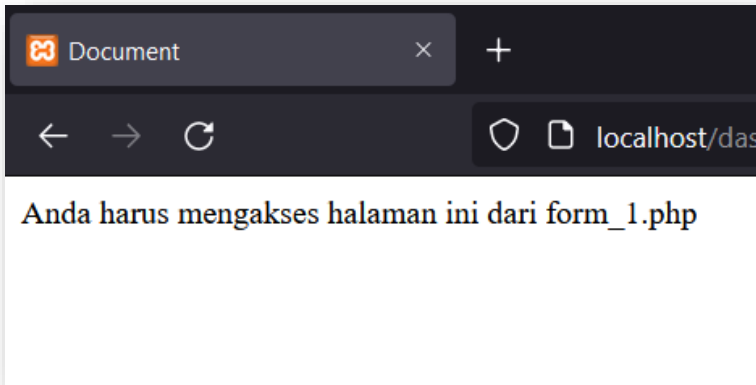 Document
localhost/das
Anda harus mengakses halaman ini dari form_1.php